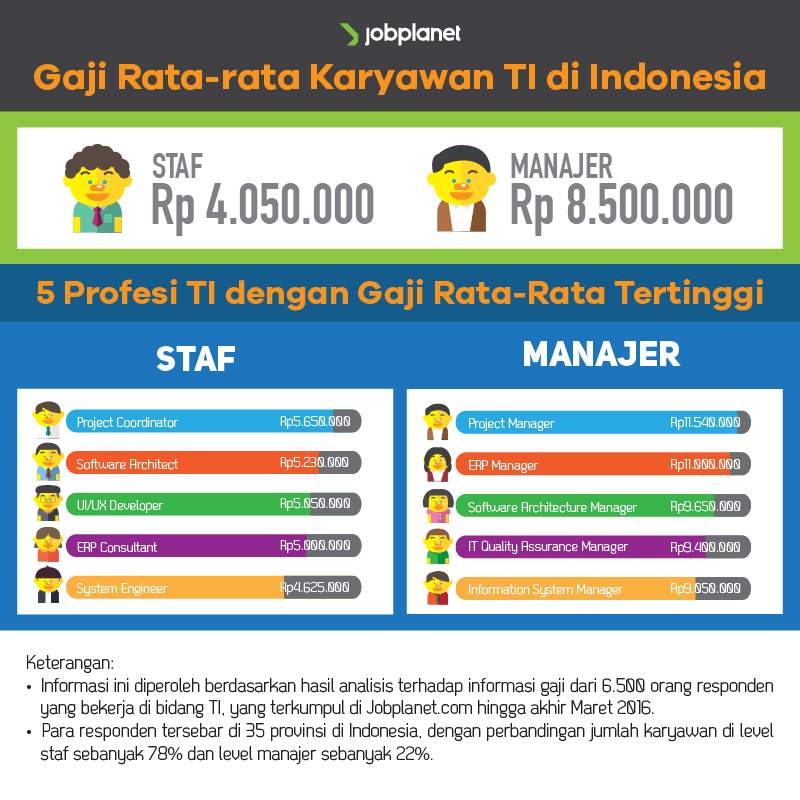 jobplanet
Gaji Rata-rata Karyawan TI di Indonesia
STAF
Rp 4.050.000
MANAJER
Rp 8.500.000
5 Profesi TI dengan Gaji Rata-Rata Tertinggi
STAF
Project Coordinator Rp5.650.000
Software Architect Rp5.230.000
UI/UX Developer Rp5.050.000
ERP Consultant Rp5.000.000
System Engineer Rp4.625.000
MANAJER
Project Manager Rp11.540.000
ERP Manager Rp11.000.000
Software Architecture Manager Rp9.650.000
IT Quality Assurance Manager Rp9.400.000
Information System Manager Rp9.050.000
Keterangan:
• Informasi ini diperoleh berdasarkan hasil analisis terhadap informasi gaji dari 6.500 orang responden
yang bekerja di bidang TI, yang terkumpul di Jobplanet.com hingga akhir Maret 2016.
• Para responden tersebar di 35 provinsi di Indonesia, dengan perbandingan jumlah karyawan di level
staf sebanyak 78% dan level manajer sebanyak 22%.